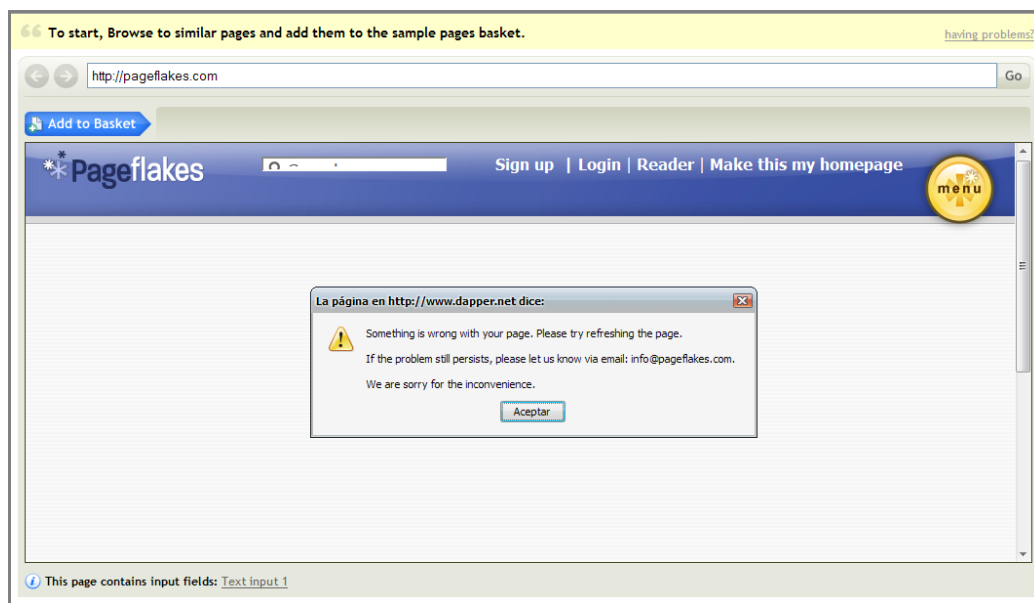 To start, Browse to similar pages and add them to the sample pages basket.
having problems?
http://pageflakes.com
Go
Add to Basket
Pageflakes
Sign up | Login | Reader | Make this my homepage
menu
La página en http://www.dapper.net dice:
Something is wrong with your page. Please try refreshing the page.
If the problem still persists, please let us know via email: info@pageflakes.com.
We are sorry for the inconvenience.
Aceptar
This page contains input fields: Text input 1